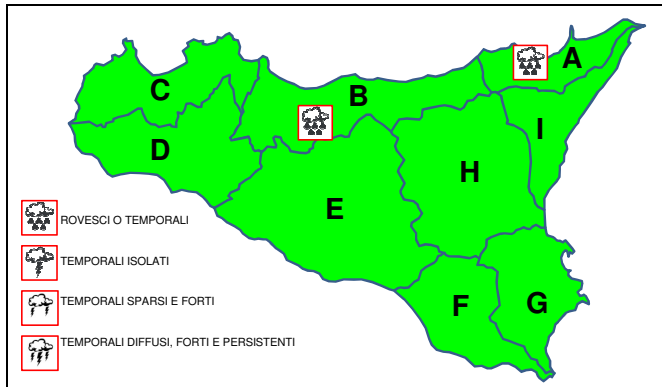 A
B
C
I
D
H
E
ROVESCI O TEMPORALI
TEMPORALI ISOLATI
TEMPORALI SPARSI E FORTI
F
G
TEMPORALI DIFFUSI, FORTI E PERSISTENTI